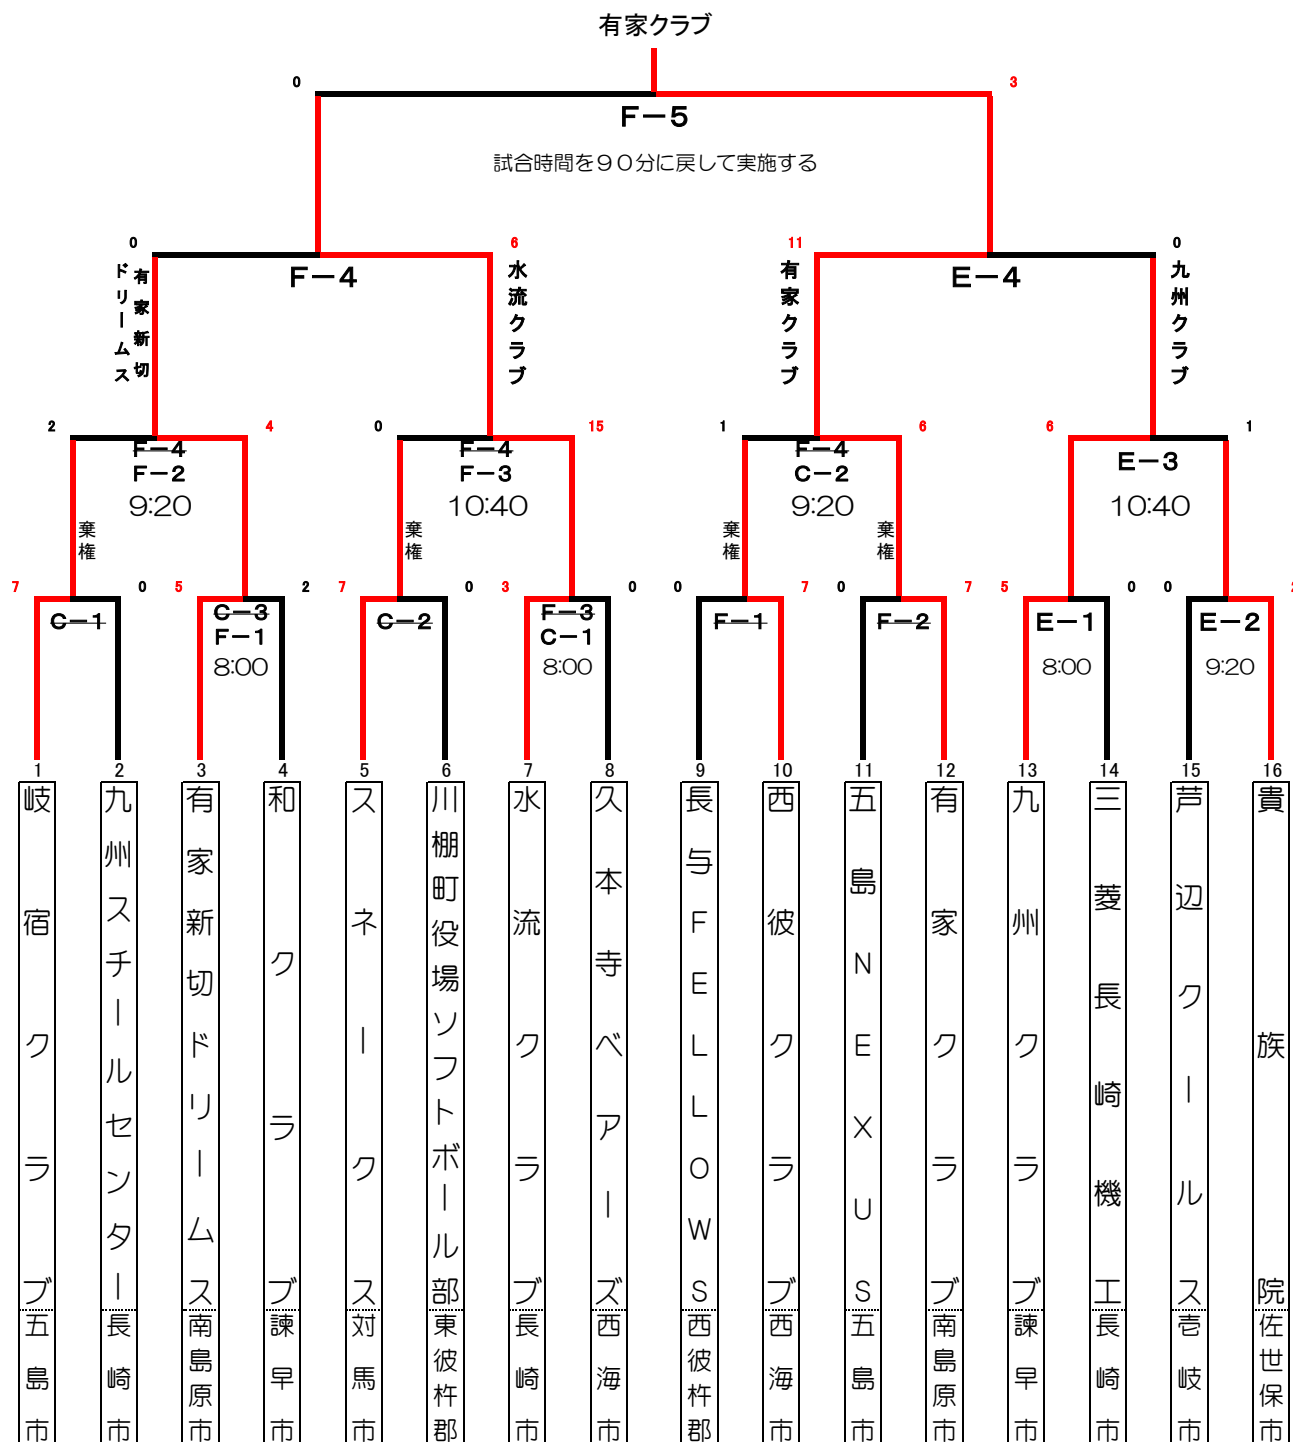 有家クラブ
0 3
F－5
試合時間を９０分に戻して実施する
0 6 11 0
F－4 E－4
有家新切
ドリームス
水流クラブ
有家クラブ
九州クラブ
2 4 0 15 1 6 6 1
F－4 F－4 F－4
F－2 F－3 C－2 E－3
9:20 10:40 9:20 10:40
棄権 棄権 棄権 棄権
7 0 5 2 7 0 3 0 0 7 0 7 5 0 0
C－1 C－3 C－2 F－3 F－1 F－2 E－1 E－2
F－1 C－1
8:00 8:00 8:00 9:20
1 2 3 4 5 6 7 8 9 10 11 12 13 14 15 16
岐宿クラブ
五島市
九州スチールセンター
長崎市
有家新切ドリームス
南島原市
和クラブ
諫早市
スネークス
対馬市
川棚町役場ソフトボール部
東彼杵郡
水流クラブ
長崎市
久本寺ベアーズ
西海市
長与FELLOWS
西彼杵郡
西彼クラブ
西海市
五島NEXUS
五島市
有家クラブ
南島原市
九州クラブ
諫早市
三菱長崎機工
長崎市
芦辺クールス
壱岐市
貴族院
佐世保市